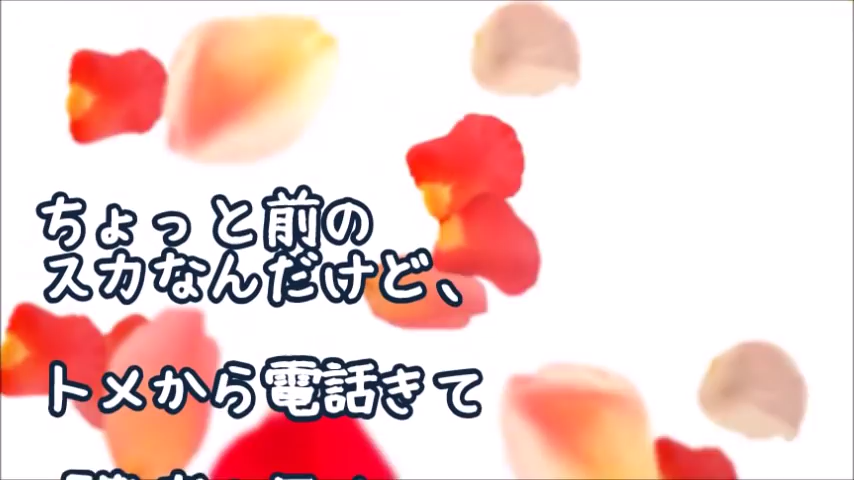 ちょっと前の
スカなんだけど、
トメから電話きて